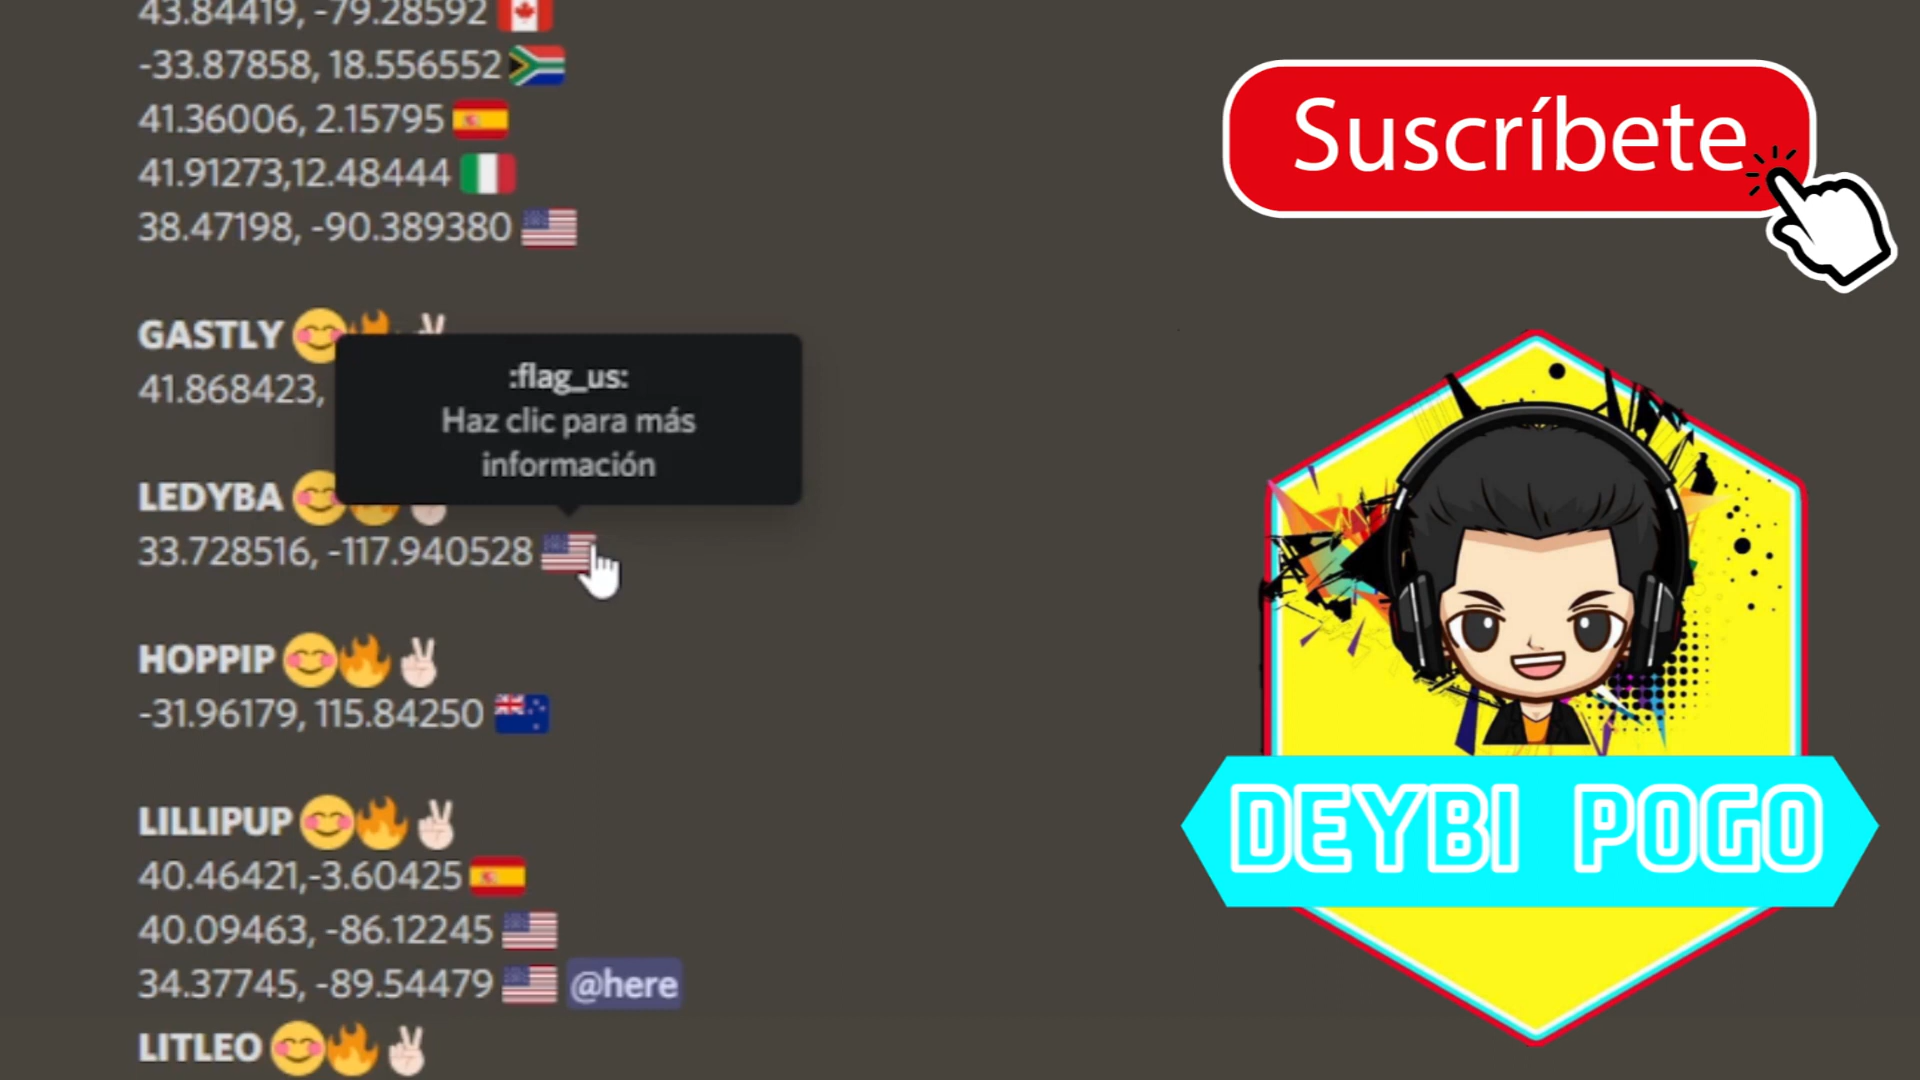 43.84419, -79.28592
-33.87858, 18.556552
41.36006, 2.15795
41.91273,12.48444
38.47198, -90.389380
GASTLY
41.868423,
:flag_us:
Haz clic para más
información
LEDYBA
33.728516, -117.940528
HOPPIP
-31.96179, 115.84250
LILLIPUP
40.46421,-3.60425
40.09463, -86.12245
34.37745, -89.54479 @here
LITLEO
Suscríbete
DEYBI POGO